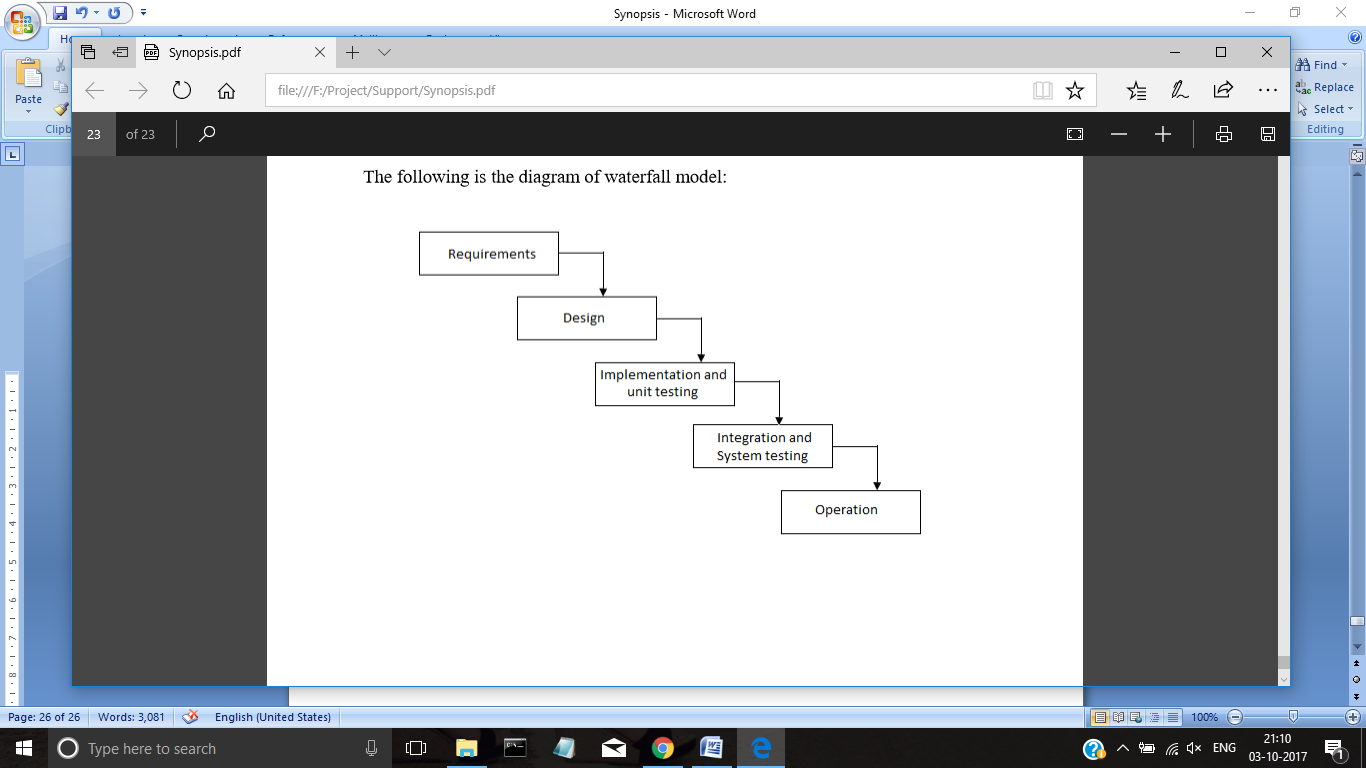 Synopsis - Microsoft Word
Synopsis.pdf
file:///F:/Project/Support/Synopsis.pdf
Paste
Clipb
Find
Replace
Select
Editing
23 of 23
The following is the diagram of waterfall model:
Requirements
Design
Implementation and
unit testing
Integration and
System testing
Operation
Page: 26 of 26 Words: 3,081 English (United States) 100%
Type here to search
ENG
21:10
03-10-2017